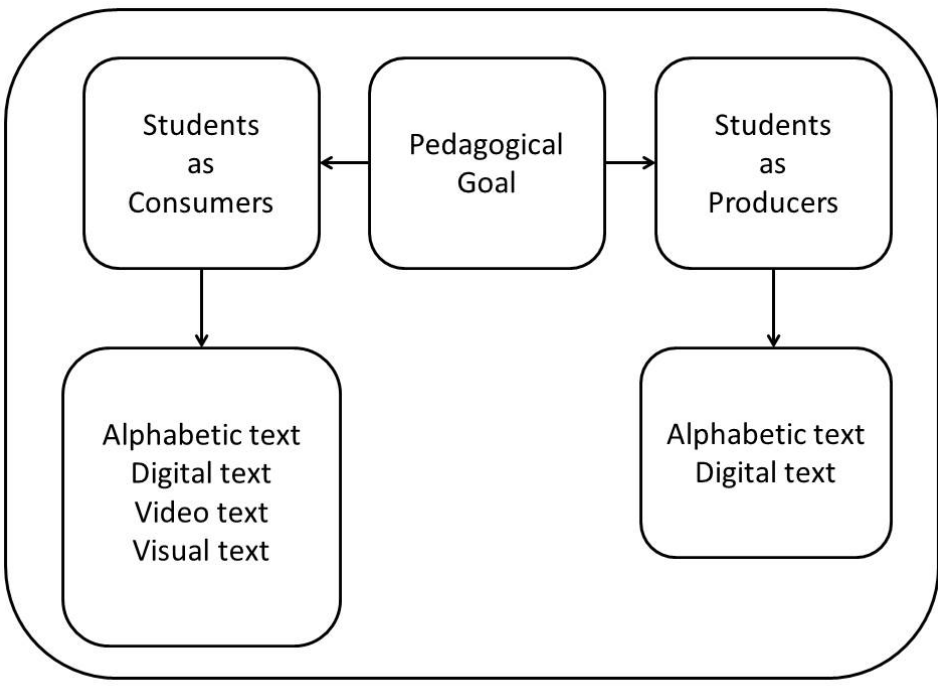 Students
as
Consumers
Pedagogical
Goal
Students
as
Producers
Alphabetic text
Digital text
Video text
Visual text
Alphabetic text
Digital text